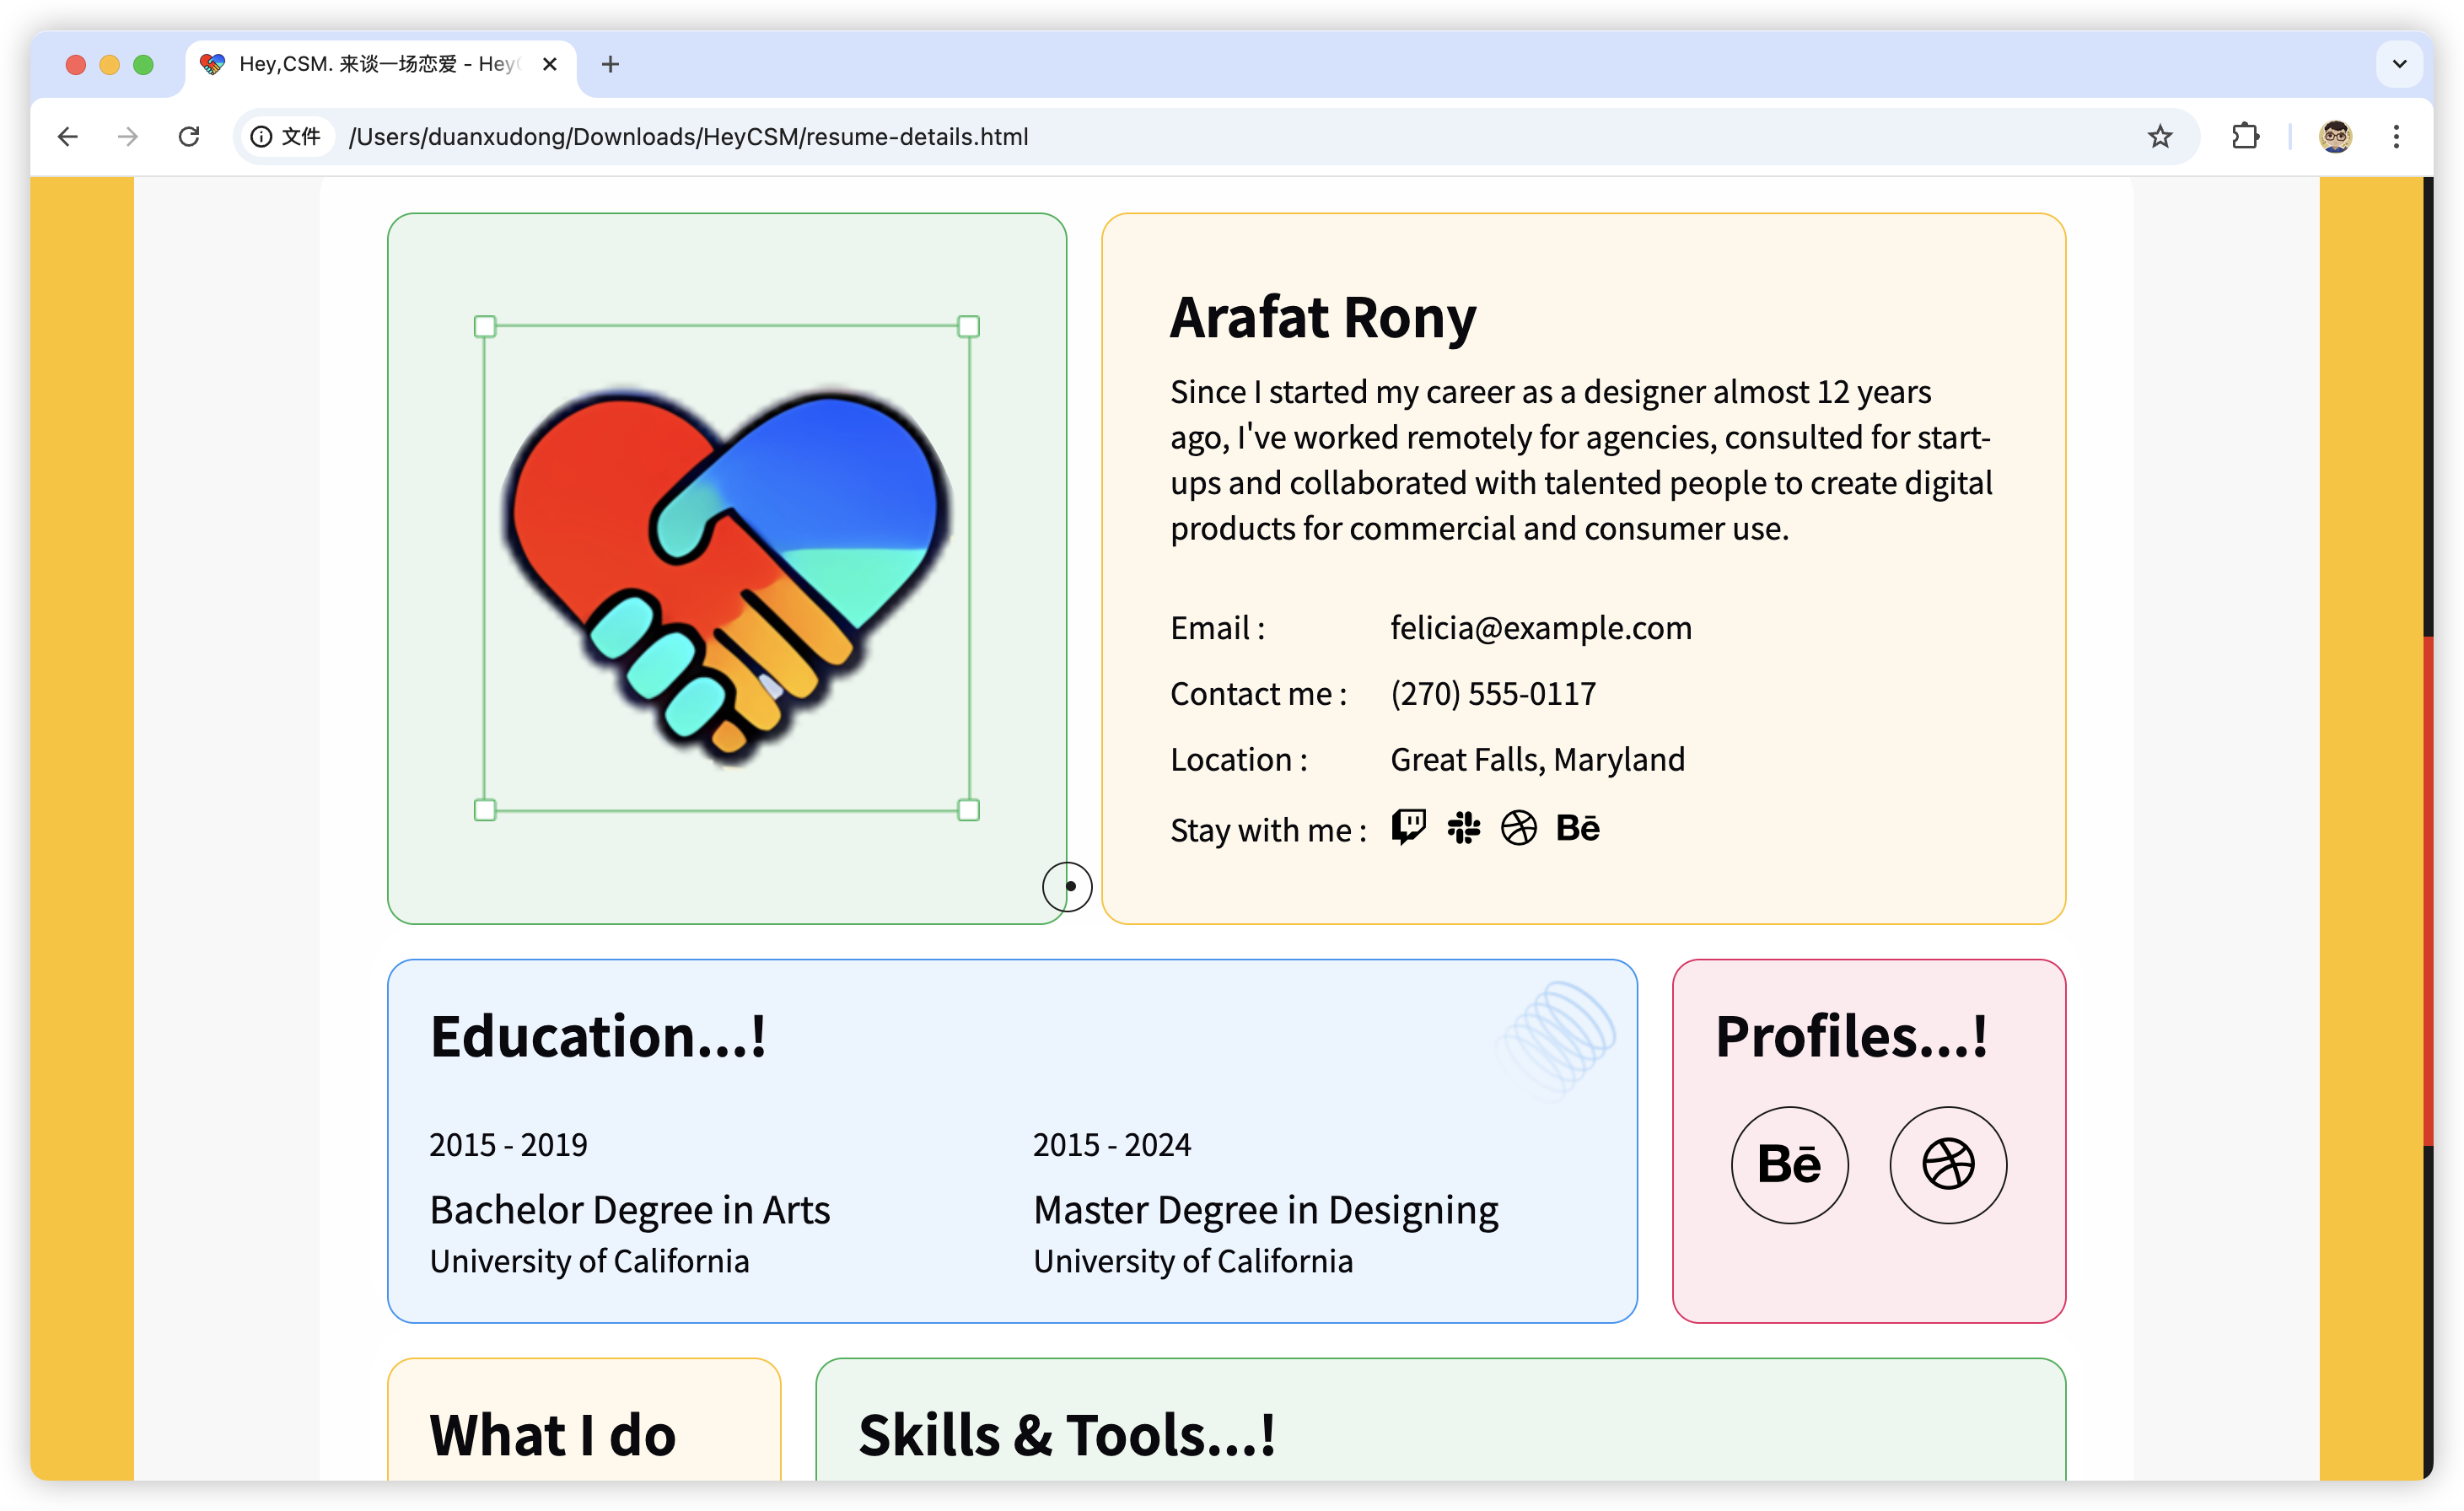 Hey,CSM. 来谈一场恋爱 - Hey
文件 /Users/duanxudong/Downloads/HeyCSM/resume-details.html
Arafat Rony
Since I started my career as a designer almost 12 years
ago, I've worked remotely for agencies, consulted for start-
ups and collaborated with talented people to create digital
products for commercial and consumer use.
Email : felicia@example.com
Contact me : (270) 555-0117
Location : Great Falls, Maryland
Stay with me : Bē
Education...!
2015 - 2019
Bachelor Degree in Arts
University of California
2015 - 2024
Master Degree in Designing
University of California
Profiles...!
Bē
What I do
Skills & Tools...!